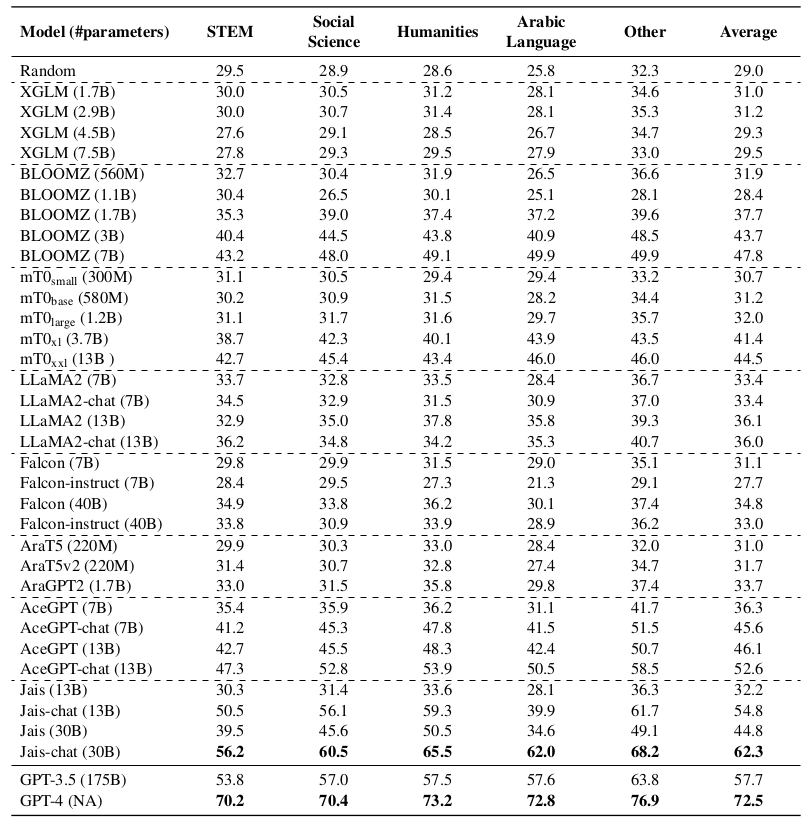 Model (#parameters) STEM Social Science Humanities Arabic Language Other Average
Random 29.5 28.9 28.6 25.8 32.3 29.0
XGLM (1.7B) 30.0 30.5 31.2 28.1 34.6 31.0
XGLM (2.9B) 30.0 30.7 31.4 28.1 35.3 31.2
XGLM (4.5B) 27.6 29.1 28.5 26.7 34.7 29.3
XGLM (7.5B) 27.8 29.3 29.5 27.9 33.0 29.5
BLOOMZ (560M) 32.7 30.4 31.9 26.5 36.6 31.9
BLOOMZ (1.1B) 30.4 26.5 30.1 25.1 28.1 28.4
BLOOMZ (1.7B) 35.3 39.0 37.4 37.2 39.6 37.7
BLOOMZ (3B) 40.4 44.5 43.8 40.9 48.5 43.7
BLOOMZ (7B) 43.2 48.0 49.1 49.9 49.9 47.8
mT0small (300M) 31.1 30.5 29.4 29.4 33.2 30.7
mT0base (580M) 30.2 30.9 31.5 28.2 34.4 31.2
mT0large (1.2B) 31.1 31.7 31.6 29.7 35.7 32.0
mT0xl (3.7B) 38.7 42.3 40.1 43.9 43.5 41.4
mT0xxl (13B ) 42.7 45.4 43.4 46.0 46.0 44.5
LLaMA2 (7B) 33.7 32.8 33.5 28.4 36.7 33.4
LLaMA2-chat (7B) 34.5 32.9 31.5 30.9 37.0 33.4
LLaMA2 (13B) 32.9 35.0 37.8 35.8 39.3 36.1
LLaMA2-chat (13B) 36.2 34.8 34.2 35.3 40.7 36.0
Falcon (7B) 29.8 29.9 31.5 29.0 35.1 31.1
Falcon-instruct (7B) 28.4 29.5 27.3 21.3 29.1 27.7
Falcon (40B) 34.9 33.8 36.2 30.1 37.4 34.8
Falcon-instruct (40B) 33.8 30.9 33.9 28.9 36.2 33.0
AraT5 (220M) 29.9 30.3 33.0 28.4 32.0 31.0
AraT5v2 (220M) 31.4 30.7 32.8 27.4 34.7 31.7
AraGPT2 (1.7B) 33.0 31.5 35.8 29.8 37.4 33.7
AceGPT (7B) 35.4 35.9 36.2 31.1 41.7 36.3
AceGPT-chat (7B) 41.2 45.3 47.8 41.5 51.5 45.6
AceGPT (13B) 42.7 45.5 48.3 42.4 50.7 46.1
AceGPT-chat (13B) 47.3 52.8 53.9 50.5 58.5 52.6
Jais (13B) 30.3 31.4 33.6 28.1 36.3 32.2
Jais-chat (13B) 50.5 56.1 59.3 39.9 61.7 54.8
Jais (30B) 39.5 45.6 50.5 34.6 49.1 44.8
Jais-chat (30B) 56.2 60.5 65.5 62.0 68.2 62.3
GPT-3.5 (175B) 53.8 57.0 57.5 57.6 63.8 57.7
GPT-4 (NA) 70.2 70.4 73.2 72.8 76.9 72.5